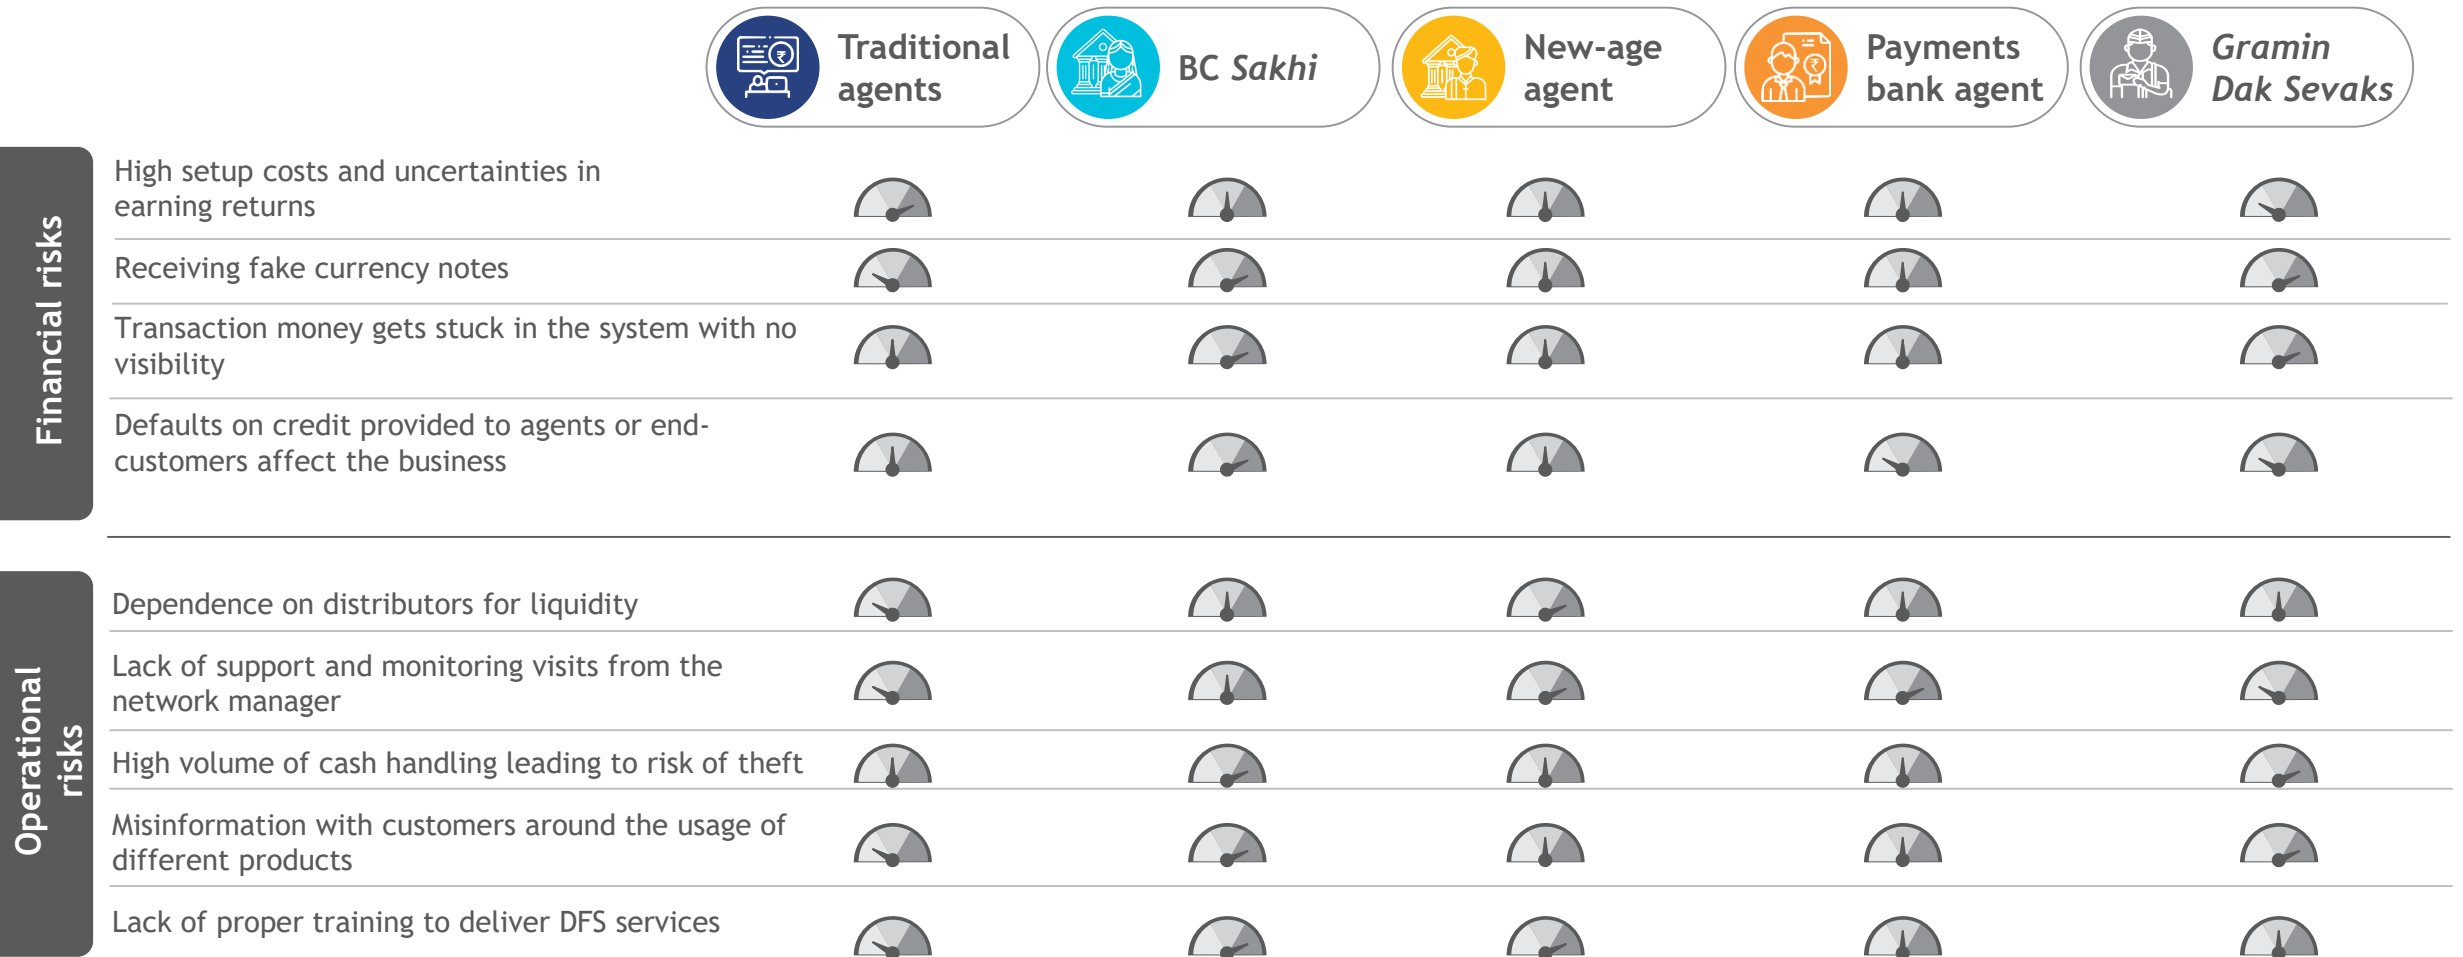 Traditional
agents
BC Sakhi
New-age
agent
Payments
bank agent
Gramin
Dak Sevaks
Financial risks
High setup costs and uncertainties in
earning returns
Receiving fake currency notes
Transaction money gets stuck in the system with no
visibility
Defaults on credit provided to agents or end-
customers affect the business
Operational
risks
Dependence on distributors for liquidity
Lack of support and monitoring visits from the
network manager
High volume of cash handling leading to risk of theft
Misinformation with customers around the usage of
different products
Lack of proper training to deliver DFS services